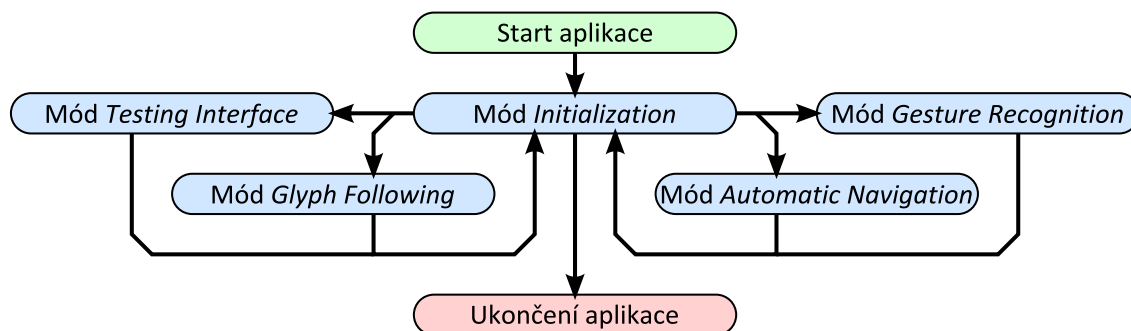 Start aplikace
Mód Testing Interface
Mód Initialization
Mód Gesture Recognition
Mód Glyph Following
Mód Automatic Navigation
Ukončení aplikace